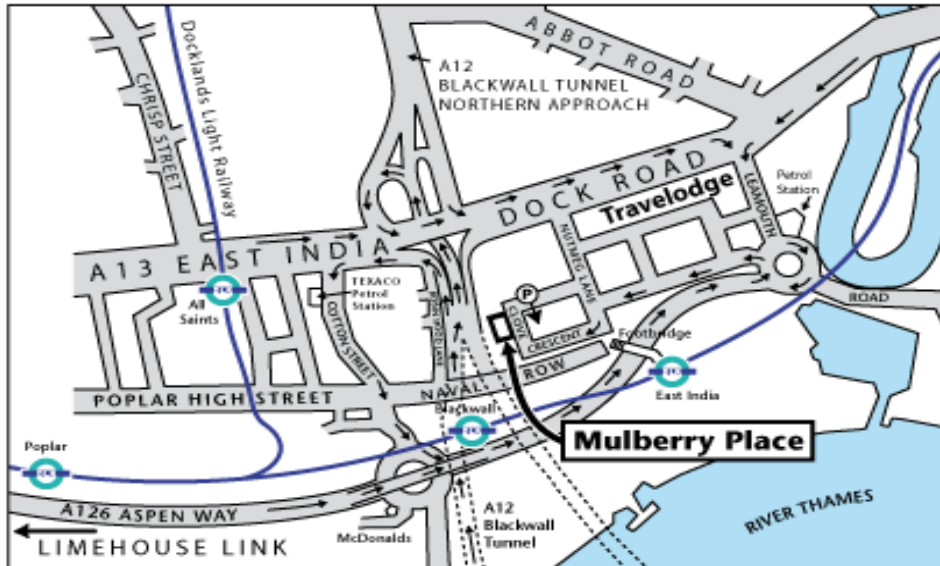 ABBOT ROAD
Docklands Light Railway
CHRISP STREET
A12
BLACKWALL TUNNEL
NORTHERN APPROACH
A13 EAST INDIA DOCK ROAD
Travelodge
LEAMOUTH
Petrol
Station
NUTMEG LANE
TEXACO
Petrol
Station
All
Saints
COTTON STREET
P
CLOVE
CRESCENT
Footbridge
ROAD
NAVAL ROW
POPLAR HIGH STREET
Blackwall
East India
Mulberry Place
Poplar
A126 ASPEN WAY
LIMEHOUSE LINK
McDonalds
A12
Blackwall
Tunnel
RIVER THAMES